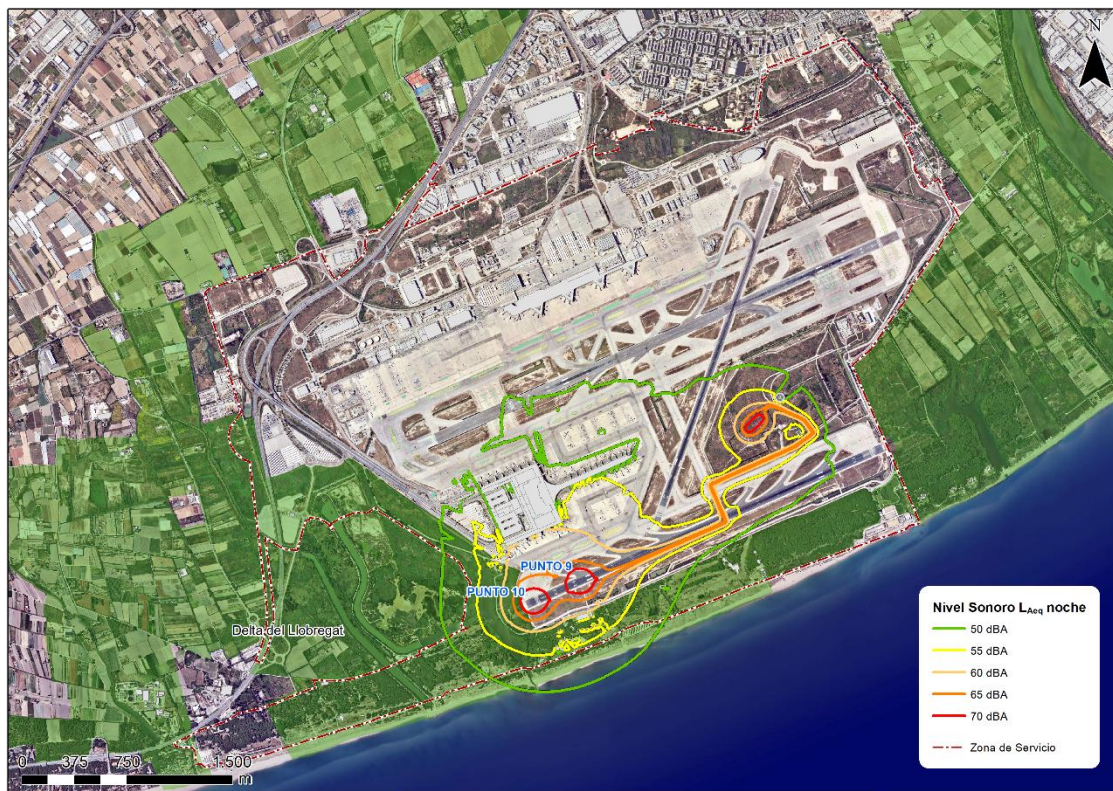 N
PUNTO 9
PUNTO 10
Delta del Llobregat
Nivel Sonoro LAeq noche
50 dBA
55 dBA
60 dBA
65 dBA
70 dBA
Zona de Servicio
0 375 750 1.500
m